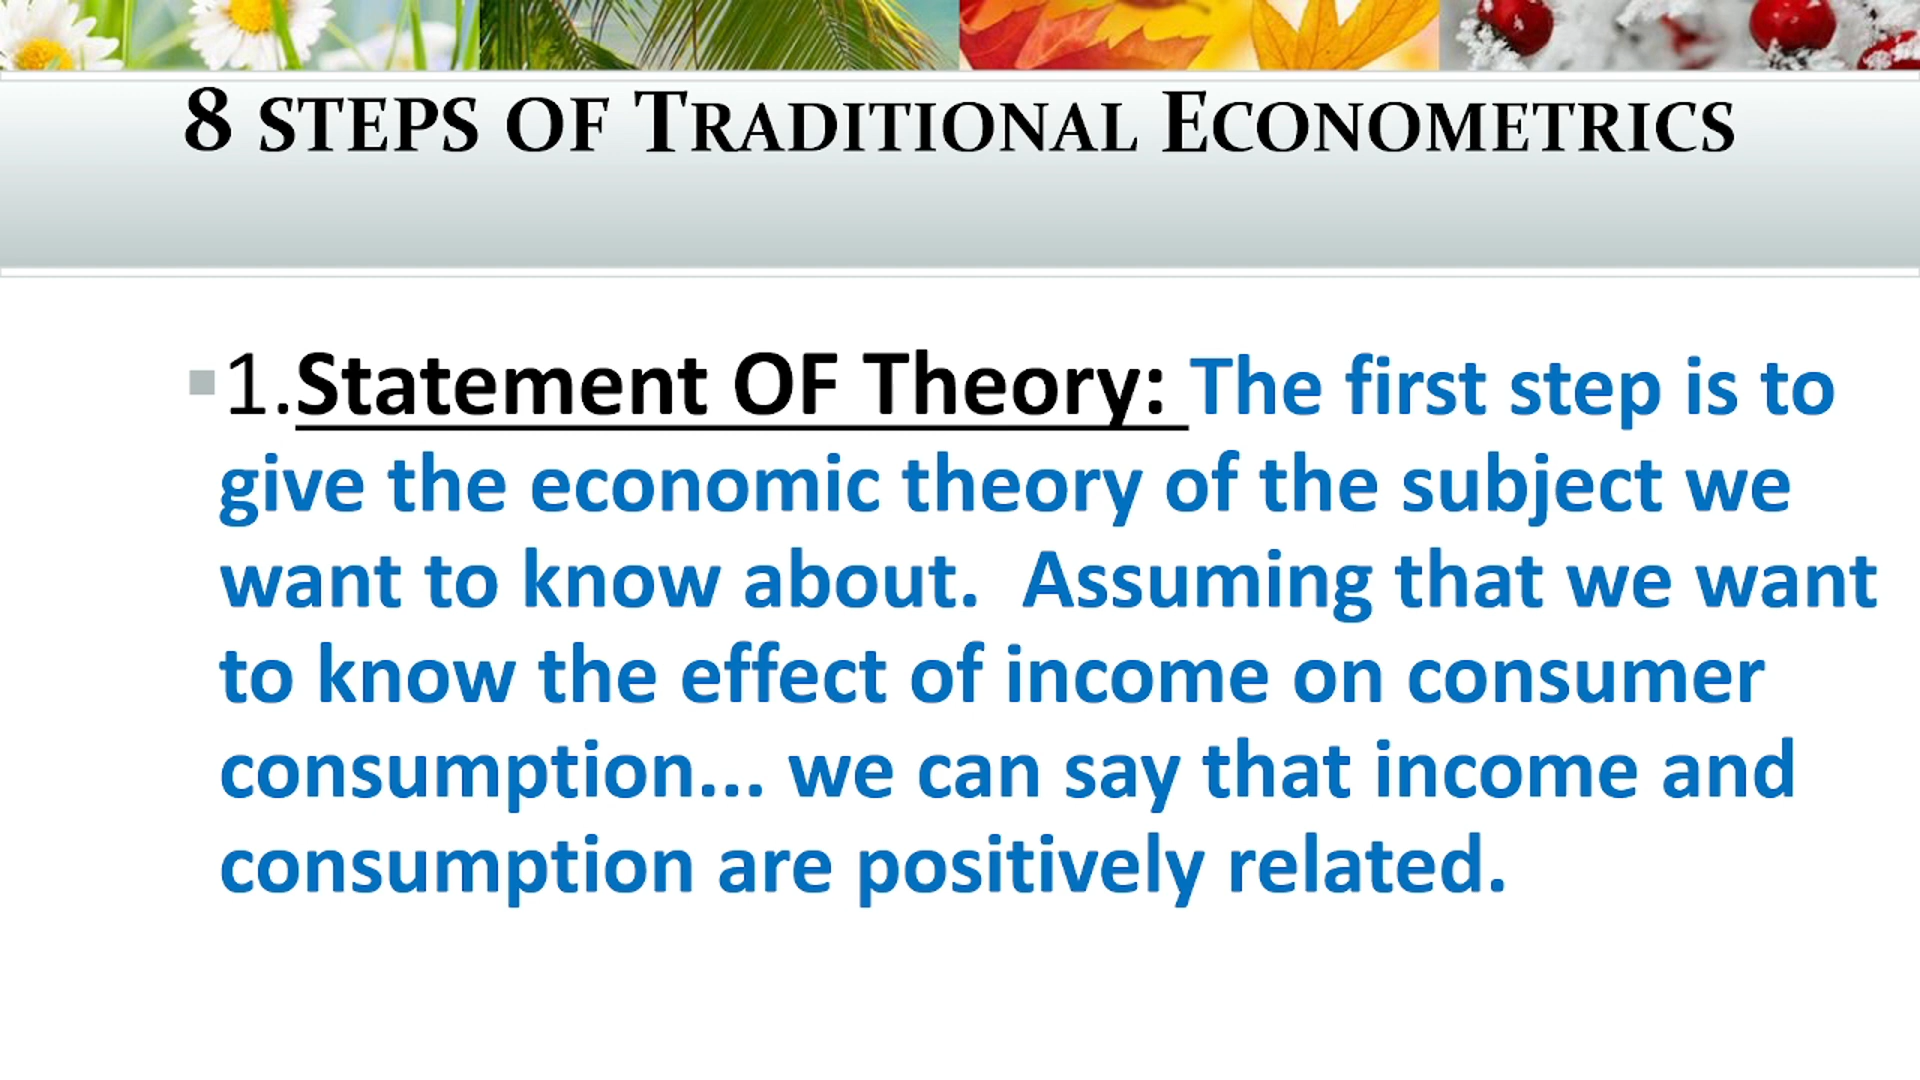 8 STEPS OF TRADITIONAL ECONOMETRICS
1.Statement OF Theory: The first step is to
give the economic theory of the subject we
want to know about.  Assuming that we want
to know the effect of income on consumer
consumption... we can say that income and
consumption are positively related.